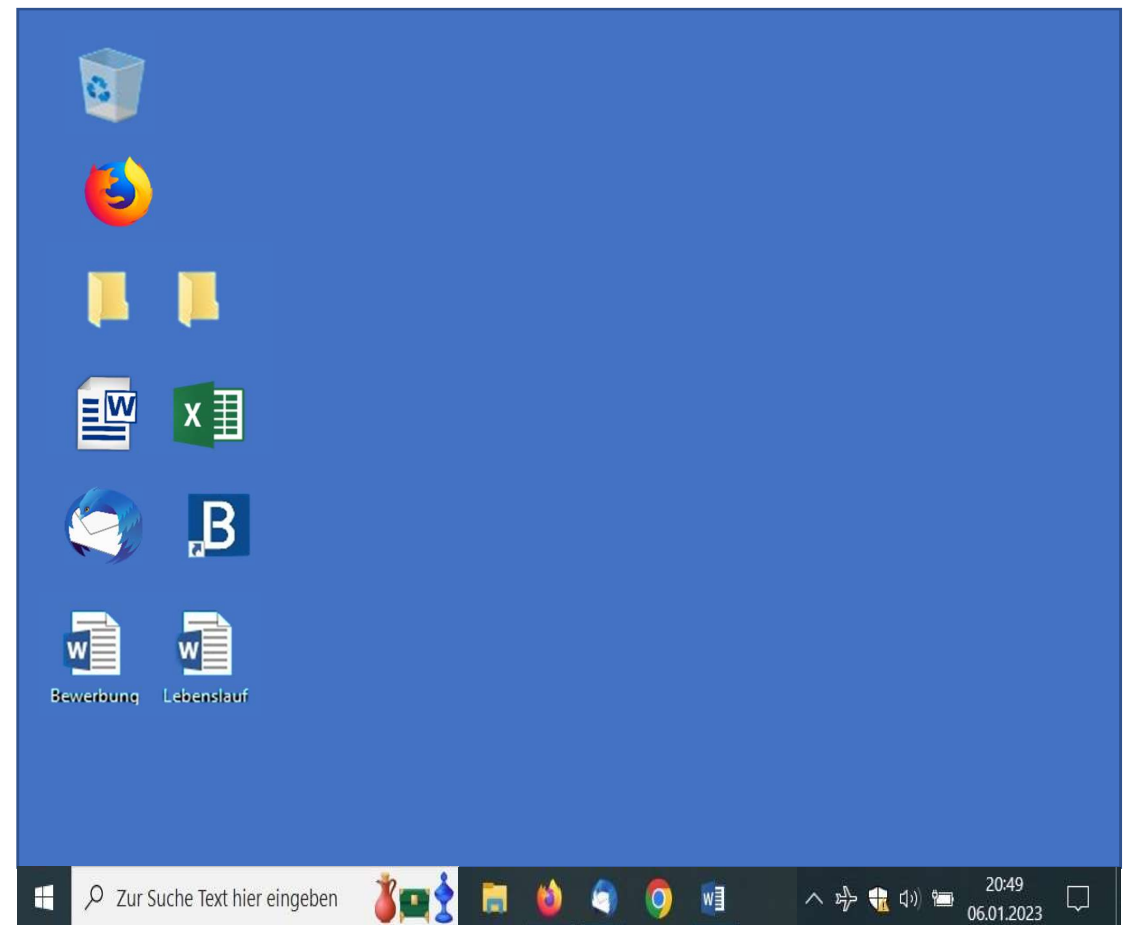 W
X
B
W
W
Bewerbung
Lebenslauf
Zur Suche Text hier eingeben
W
20:49
06.01.2023